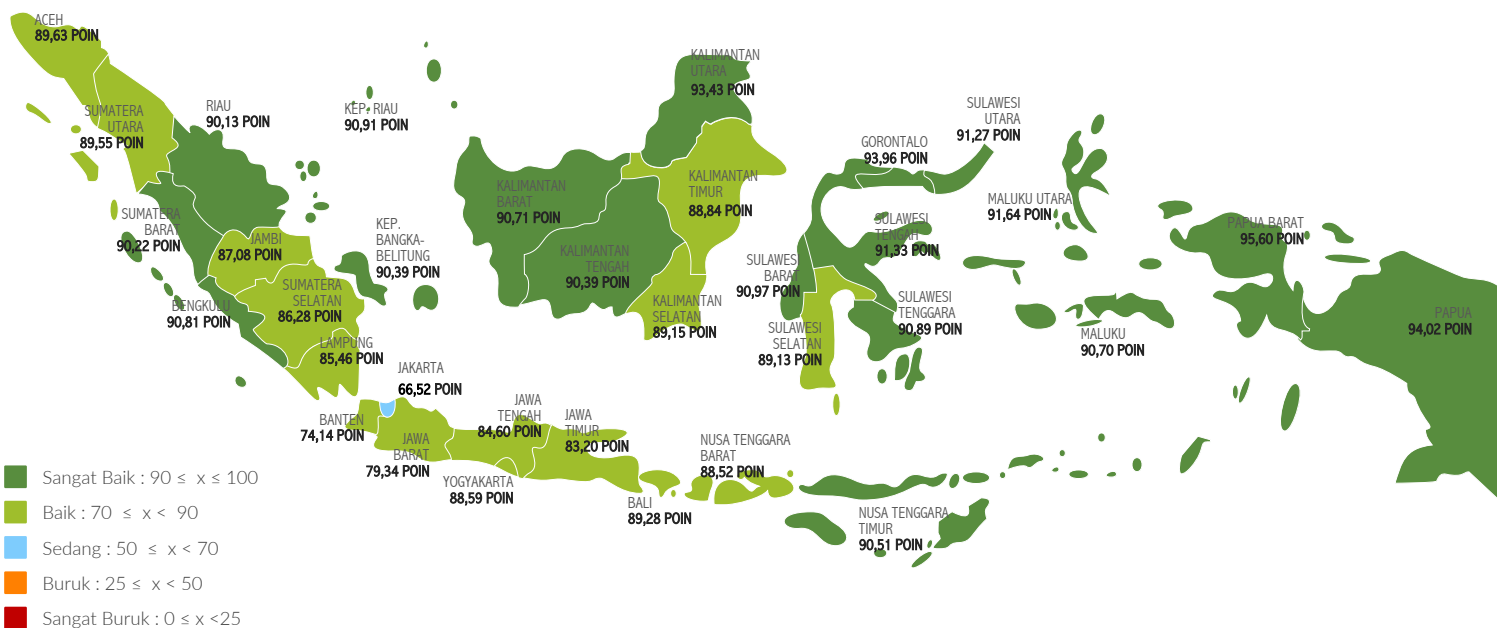 ACEH
89,63 POIN
SUMATERA
UTARA
89,55 POIN
RIAU
90,13 POIN
KEP. RIAU
90,91 POIN
SUMATERA
BARAT
90,22 POIN
JAMBI
87,08 POIN
KEP.
BANGKA-
BELITUNG
90,39 POIN
SUMATERA
SELATAN
86,28 POIN
BENGKULU
90,81 POIN
LAMPUNG
85,46 POIN
JAKARTA
66,52 POIN
BANTEN
74,14 POIN
JAWA
BARAT
79,34 POIN
JAWA
TENGAH
84,60 POIN
YOGYAKARTA
88,59 POIN
JAWA
TIMUR
83,20 POIN
BALI
89,28 POIN
NUSA TENGGARA
BARAT
88,52 POIN
NUSA TENGGARA
TIMUR
90,51 POIN
KALIMANTAN
UTARA
93,43 POIN
KALIMANTAN
BARAT
90,71 POIN
KALIMANTAN
TIMUR
88,84 POIN
KALIMANTAN
TENGAH
90,39 POIN
KALIMANTAN
SELATAN
89,15 POIN
SULAWESI
UTARA
91,27 POIN
GORONTALO
93,96 POIN
SULAWESI
TENGAH
91,33 POIN
SULAWESI
BARAT
90,97 POIN
SULAWESI
TENGGARA
90,89 POIN
SULAWESI
SELATAN
89,13 POIN
MALUKU UTARA
91,64 POIN
MALUKU
90,70 POIN
PAPUA BARAT
95,60 POIN
PAPUA
94,02 POIN
Sangat Baik : 90 ≤ x ≤ 100
Baik : 70 ≤ x < 90
Sedang : 50 ≤ x < 70
Buruk : 25 ≤ x < 50
Sangat Buruk : 0 ≤ x <25